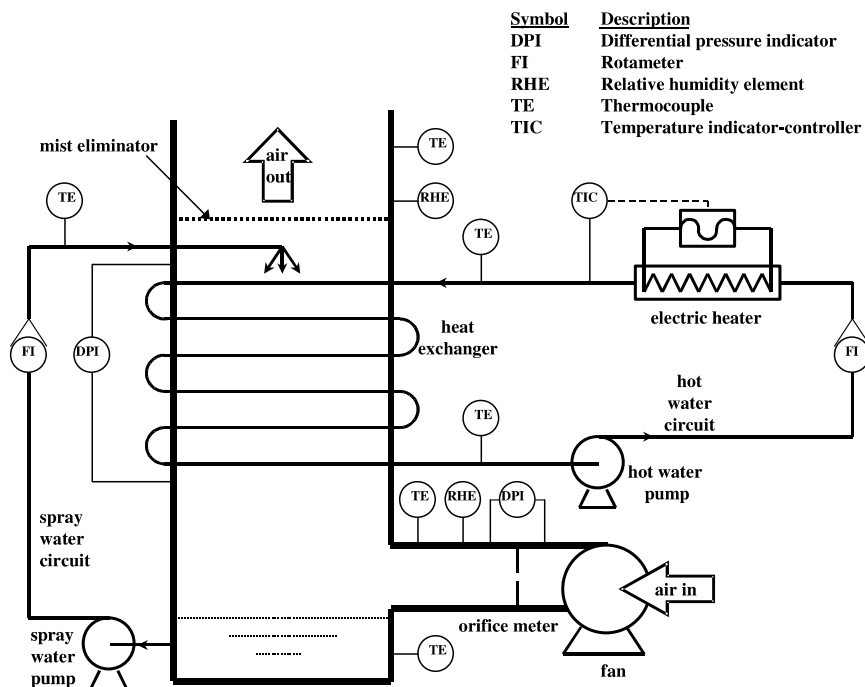 Symbol Description
DPI Differential pressure indicator
FI Rotameter
RHE Relative humidity element
TE Thermocouple
TIC Temperature indicator-controller
mist eliminator
air
out
TE
RHE
TE
TE
TIC
electric heater
FI
DPI
heat
exchanger
FI
TE
hot
water
circuit
hot water
pump
spray
water
circuit
TE
RHE
DPI
air in
orifice meter
fan
TE
spray
water
pump